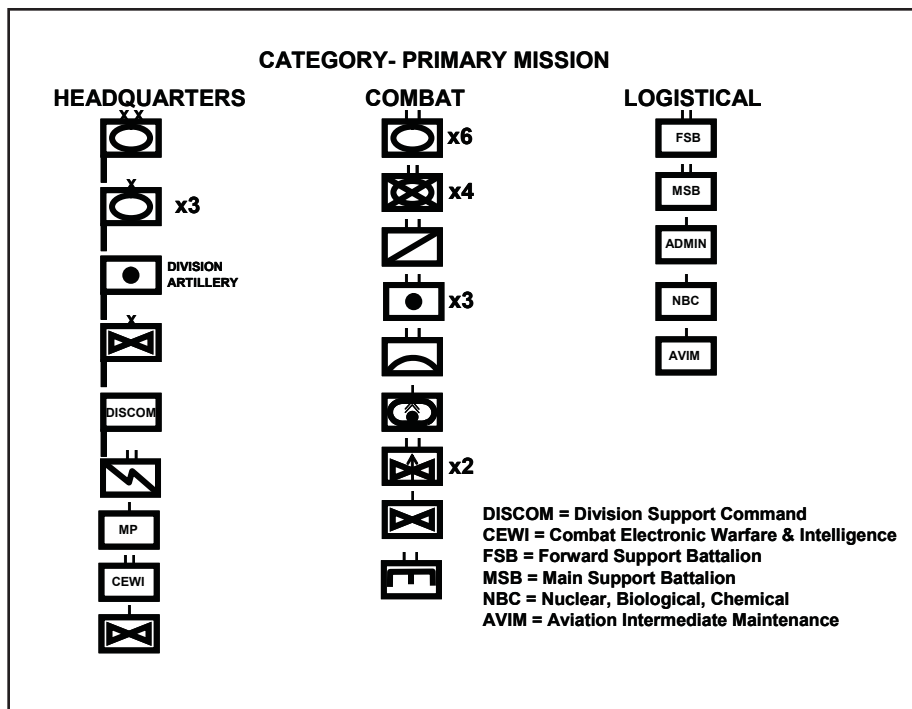 CATEGORY- PRIMARY MISSION
HEADQUARTERS
x3
DIVISION
ARTILLERY
DISCOM
MP
CEWI
COMBAT
x6
x4
x3
x2
LOGISTICAL
FSB
MSB
ADMIN
NBC
AVIM
DISCOM = Division Support Command
CEWI = Combat Electronic Warfare & Intelligence
FSB = Forward Support Battalion
MSB = Main Support Battalion
NBC = Nuclear, Biological, Chemical
AVIM = Aviation Intermediate Maintenance